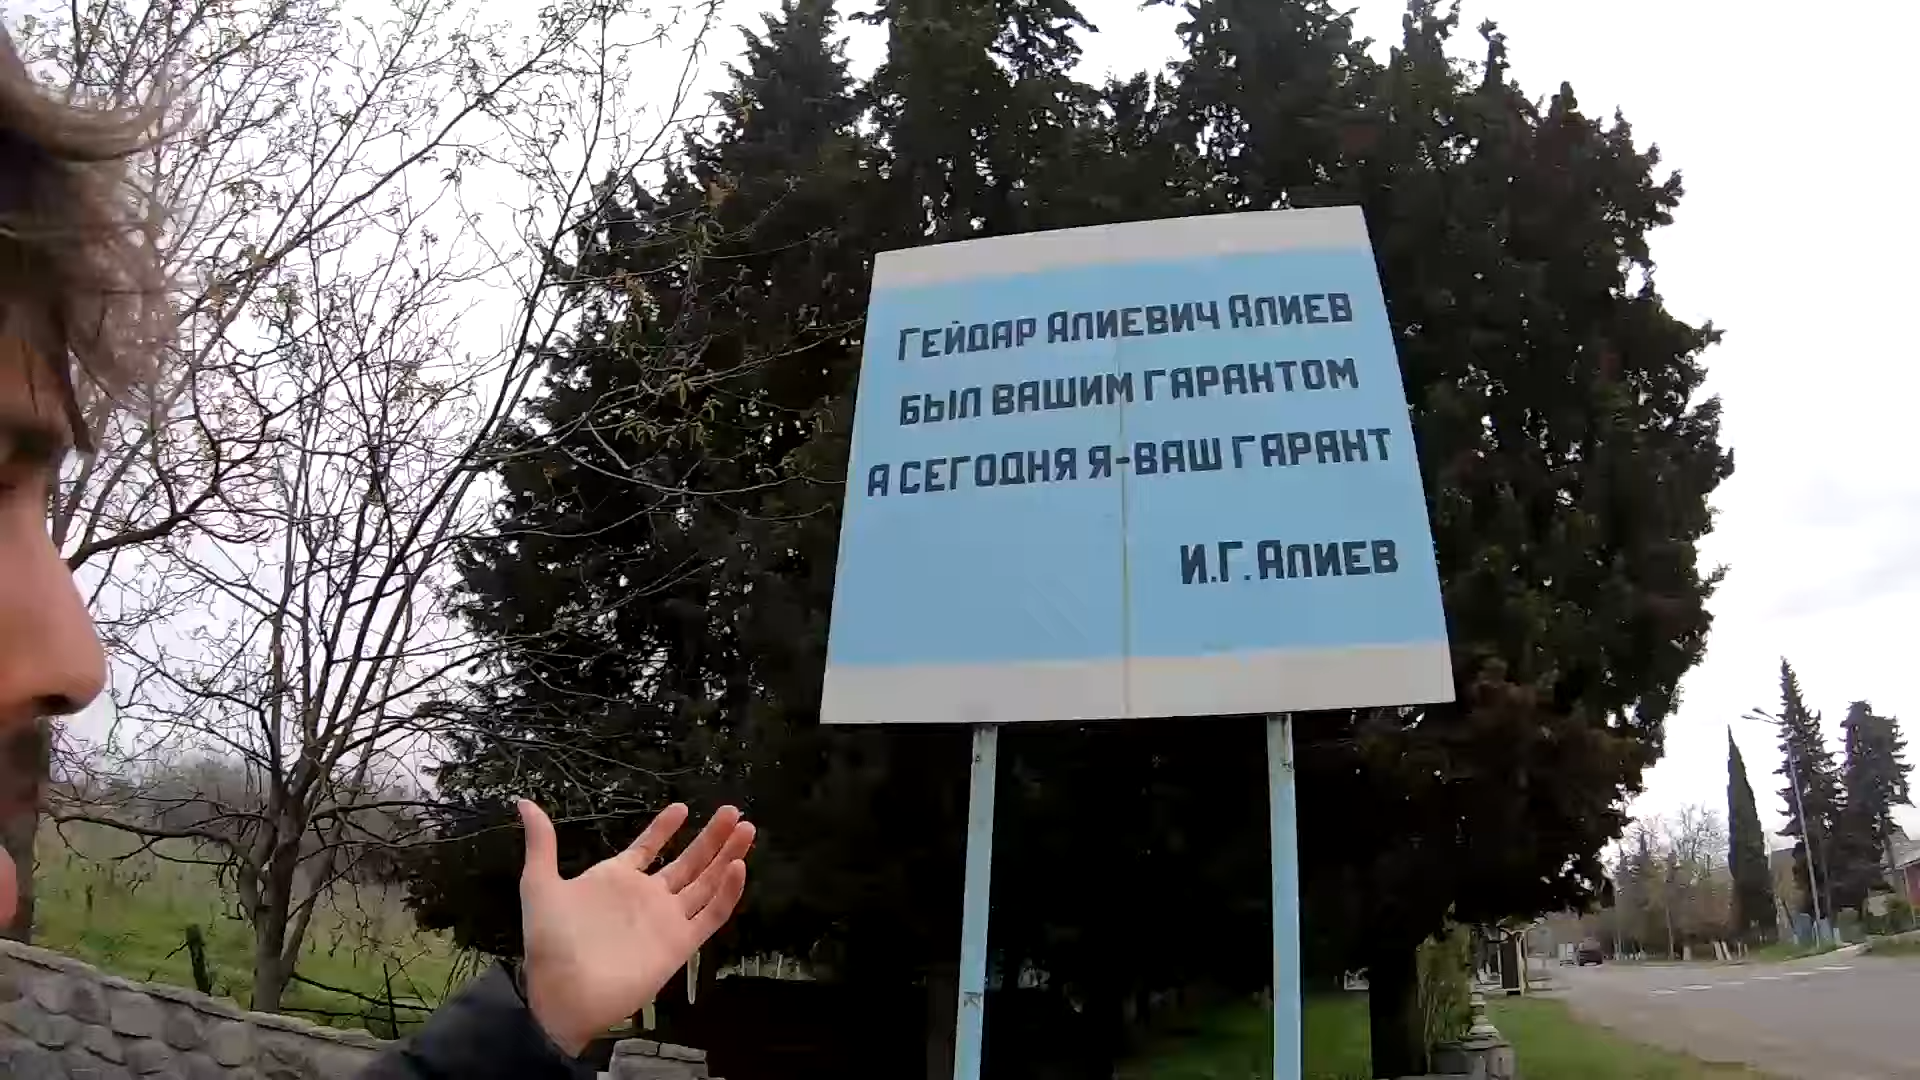 ГЕЙДАР АЛИЕВИЧ АЛИЕВ
БЫЛ ВАШИМ ГАРАНТОМ
А СЕГОДНЯ Я-ВАШ ГАРАНТ
И.Г. АЛИЕВ